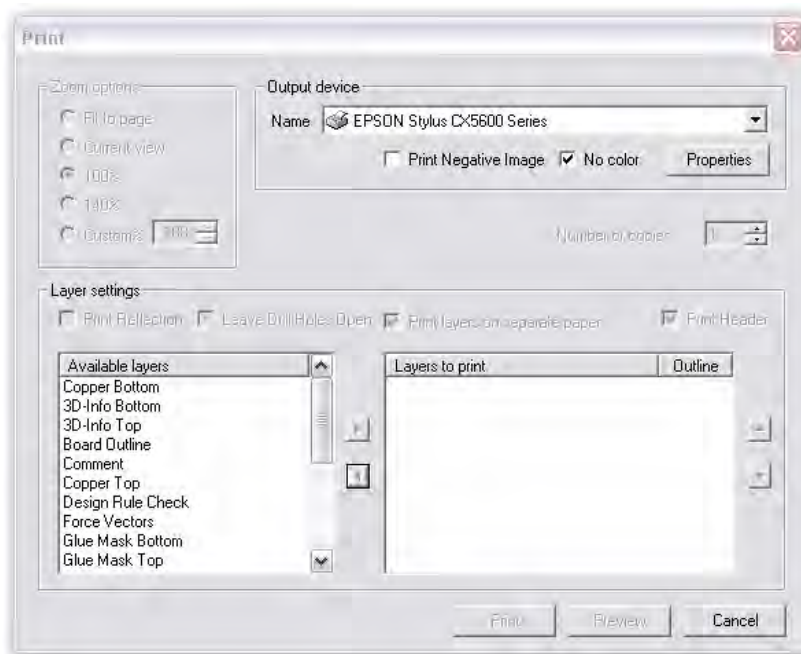 Print
Zoom options
Fit to page
Current view
100%
140%
Custom%
Output device
Name EPSON Stylus CX5600 Series
Print Negative Image No color Properties
Number of copies
Layer settings
Print Reflection Leave Drill Holes Open Print layers on separate paper Print Header
Available layers
Copper Bottom
3D-Info Bottom
3D-Info Top
Board Outline
Comment
Copper Top
Design Rule Check
Force Vectors
Glue Mask Bottom
Glue Mask Top
Layers to print Outline
Print Preview Cancel